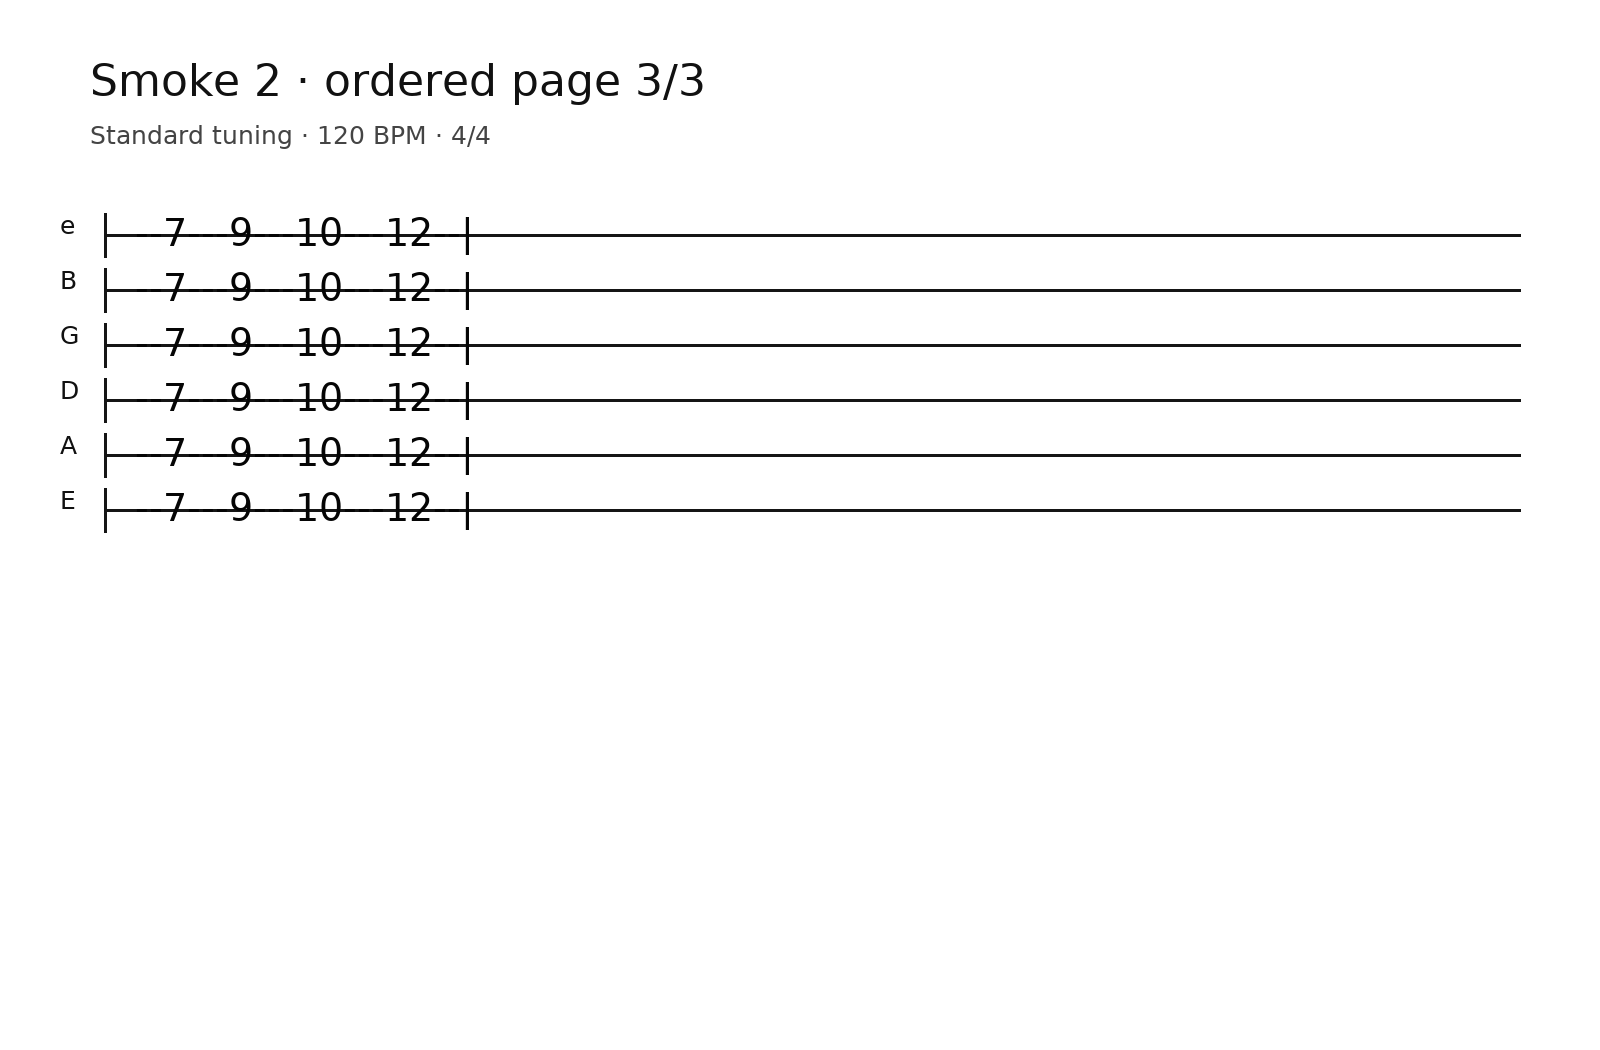 Smoke 2 · ordered page 3/3
Standard tuning · 120 BPM · 4/4
e |--7---9---10---12--|
B |--7---9---10---12--|
G |--7---9---10---12--|
D |--7---9---10---12--|
A |--7---9---10---12--|
E |--7---9---10---12--|